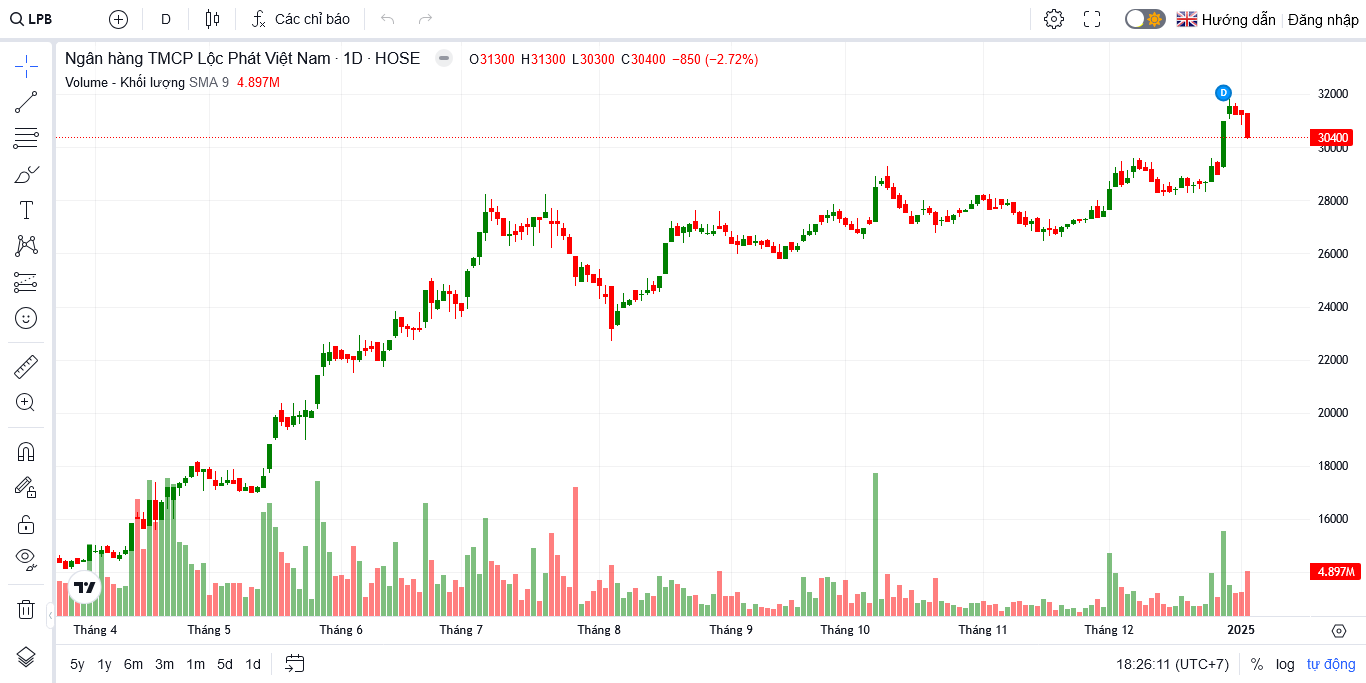 LPB D Các chỉ báo Hướng dẫn Đăng nhập
Ngân hàng TMCP Lộc Phát Việt Nam · 1D · HOSE O31300 H31300 L30300 C30400 −850 (−2.72%)
Volume - Khối lượng SMA 9 4.897M
D
32000
30400
30000
28000
26000
24000
22000
20000
18000
16000
4.897M
Tháng 4 Tháng 5 Tháng 6 Tháng 7 Tháng 8 Tháng 9 Tháng 10 Tháng 11 Tháng 12 2025
5y 1y 6m 3m 1m 5d 1d 18:26:11 (UTC+7) % log tự động